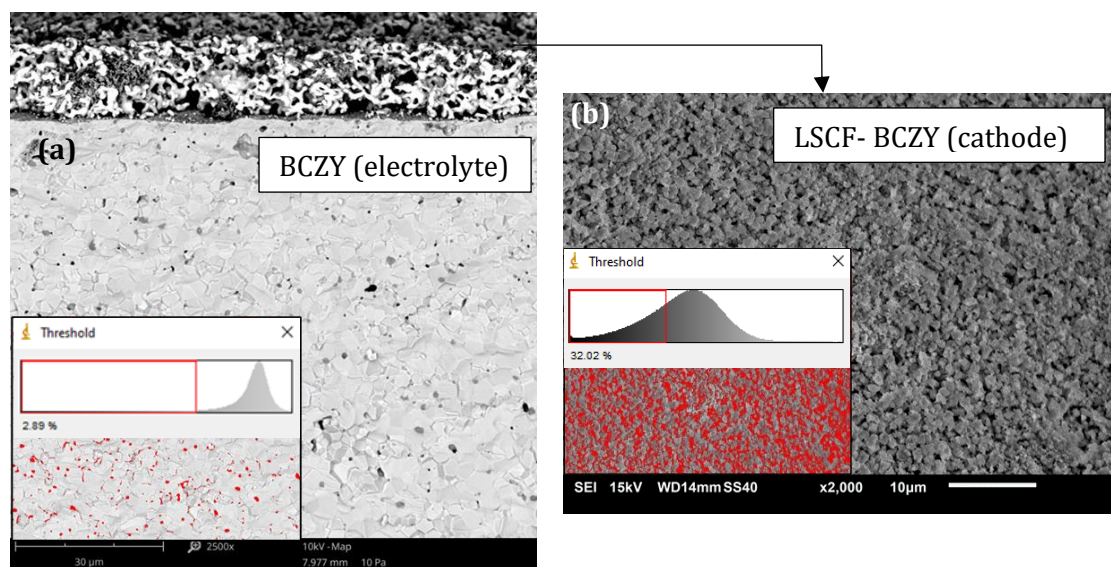 (a)
BCZY (electrolyte)
Threshold
2.89 %
30 µm
2500x
10kV - Map
7.977 mm 10 Pa
(b)
LSCF- BCZY (cathode)
Threshold
32.02 %
SEI 15kV WD14mm SS40 x2,000 10µm